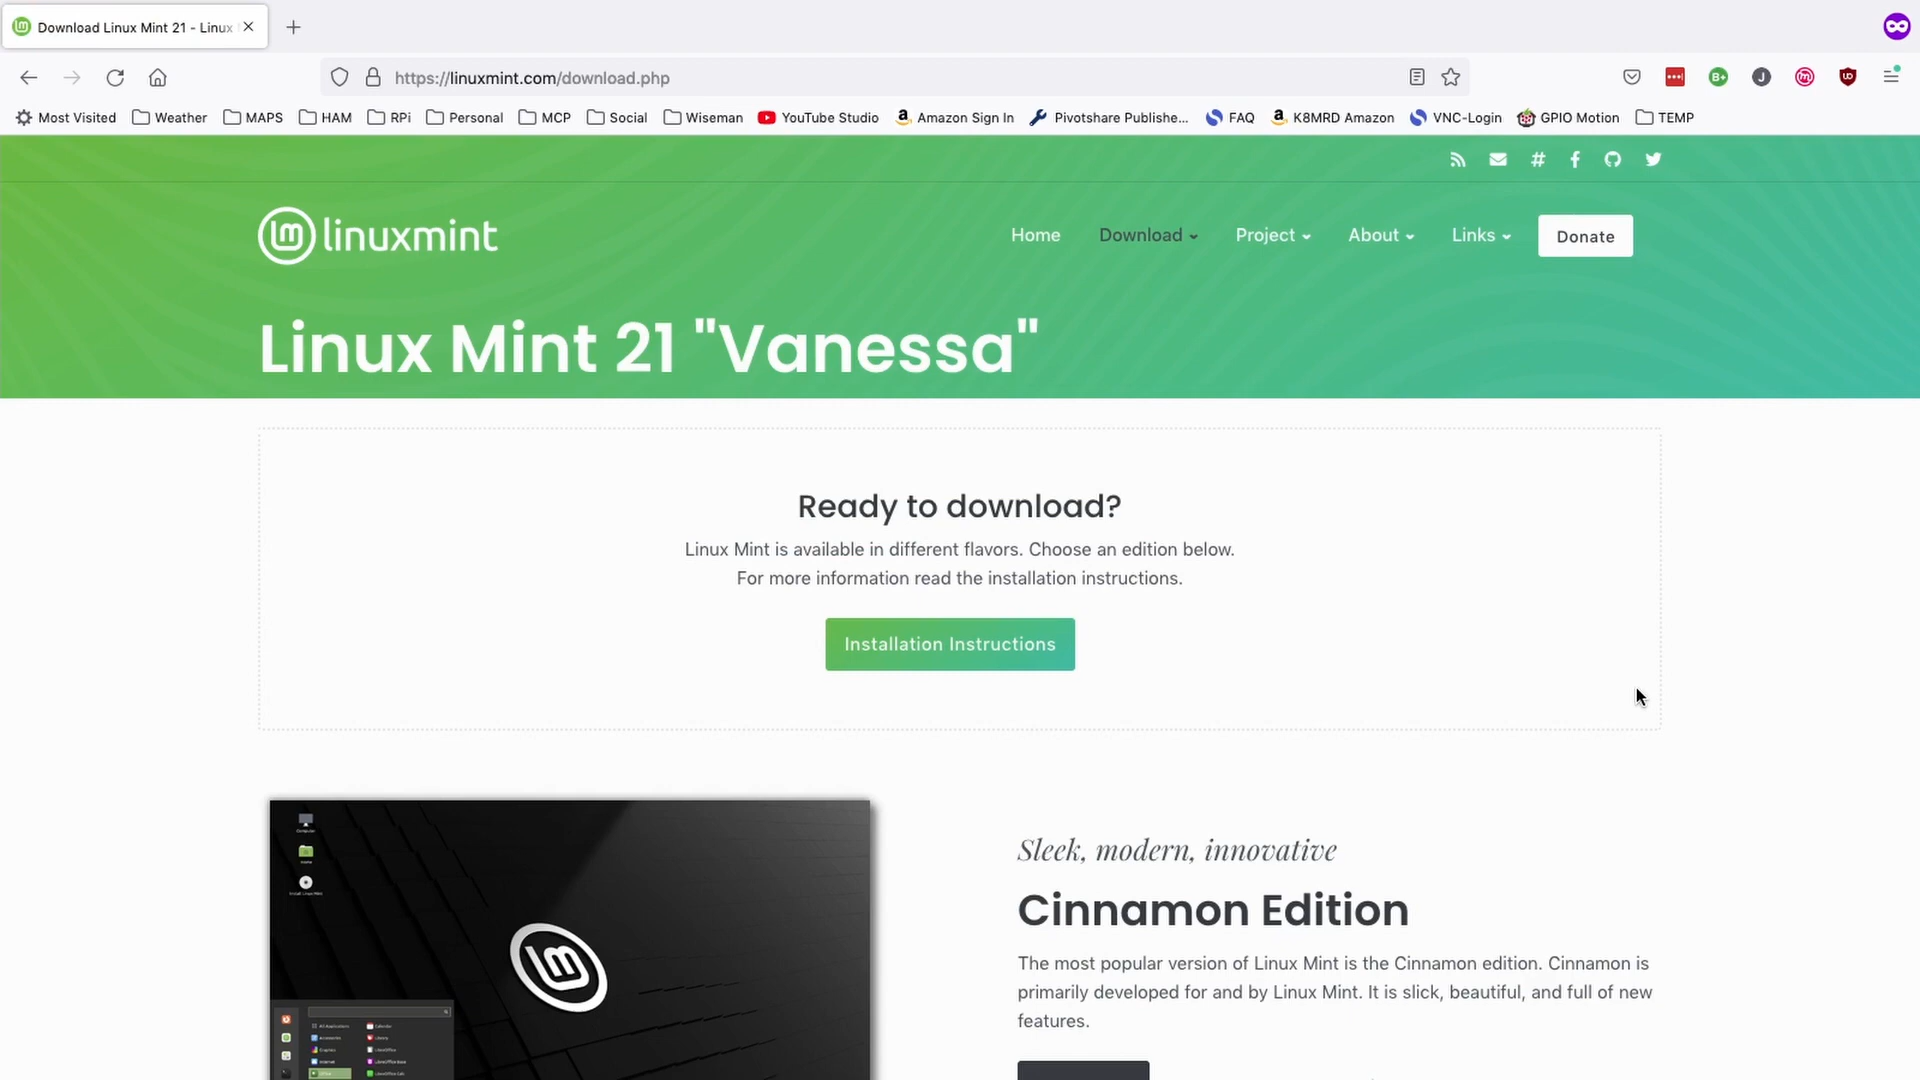 Download Linux Mint 21 - Linux
https://linuxmint.com/download.php
Most Visited Weather MAPS HAM RPi Personal MCP Social Wiseman YouTube Studio Amazon Sign In Pivotshare Publishe... FAQ K8MRD Amazon VNC-Login GPIO Motion TEMP
linuxmint
Home Download Project About Links Donate
Linux Mint 21 "Vanessa"
Ready to download?
Linux Mint is available in different flavors. Choose an edition below.
For more information read the installation instructions.
Installation Instructions
Sleek, modern, innovative
Cinnamon Edition
The most popular version of Linux Mint is the Cinnamon edition. Cinnamon is
primarily developed for and by Linux Mint. It is slick, beautiful, and full of new
features.